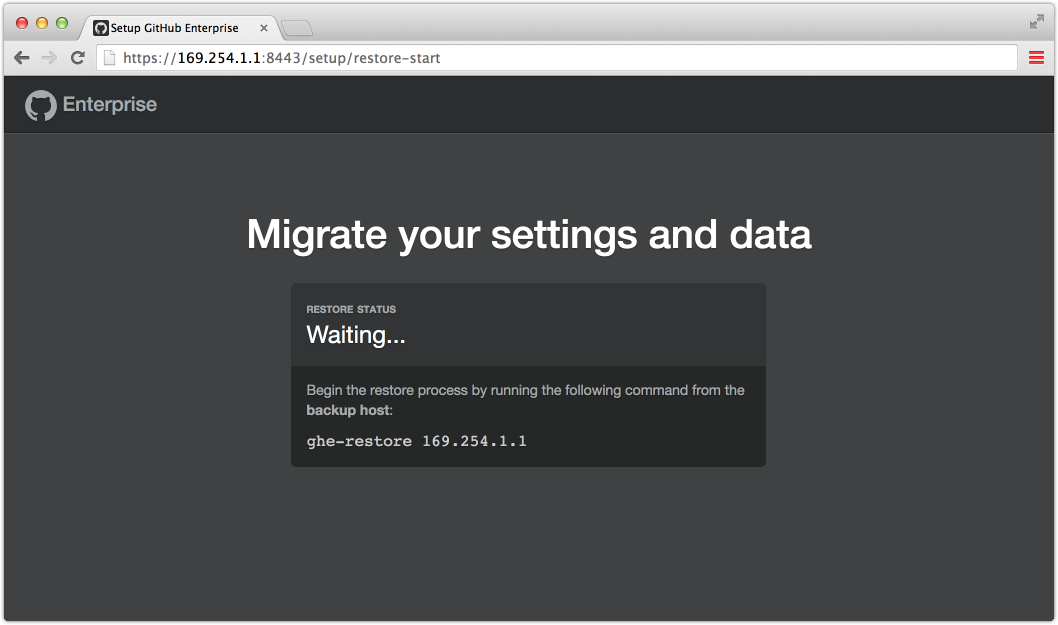 Setup GitHub Enterprise
https://169.254.1.1:8443/setup/restore-start
Enterprise
Migrate your settings and data
RESTORE STATUS
Waiting...
Begin the restore process by running the following command from the
backup host:
ghe-restore 169.254.1.1